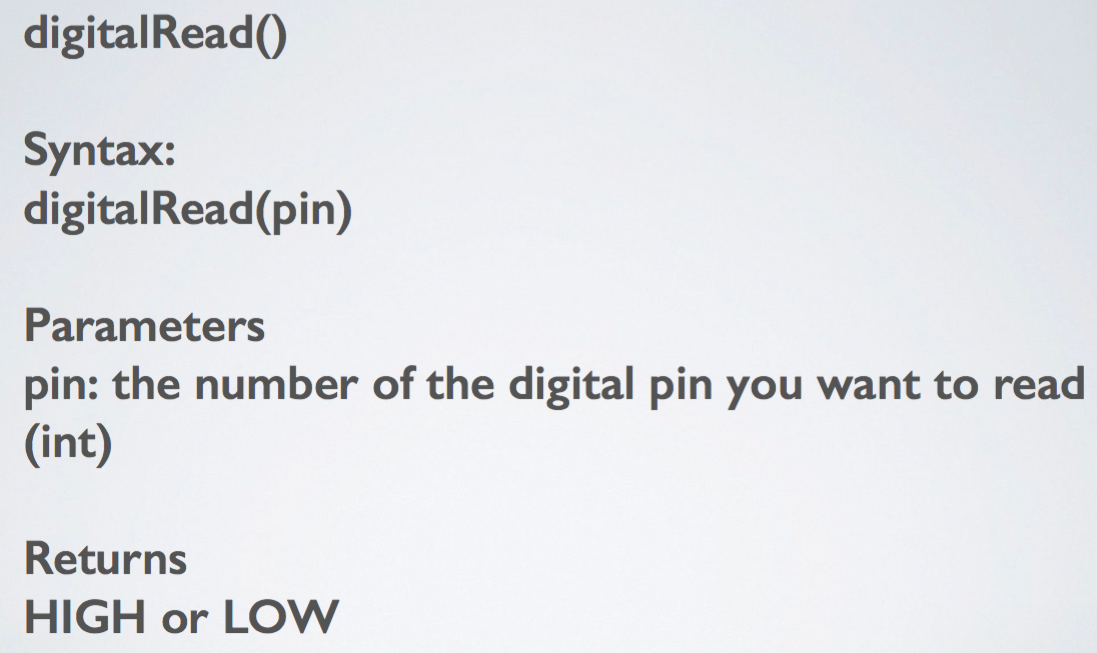 digitalRead()
Syntax:
digitalRead(pin)
Parameters
pin: the number of the digital pin you want to read
(int)
Returns
HIGH or LOW